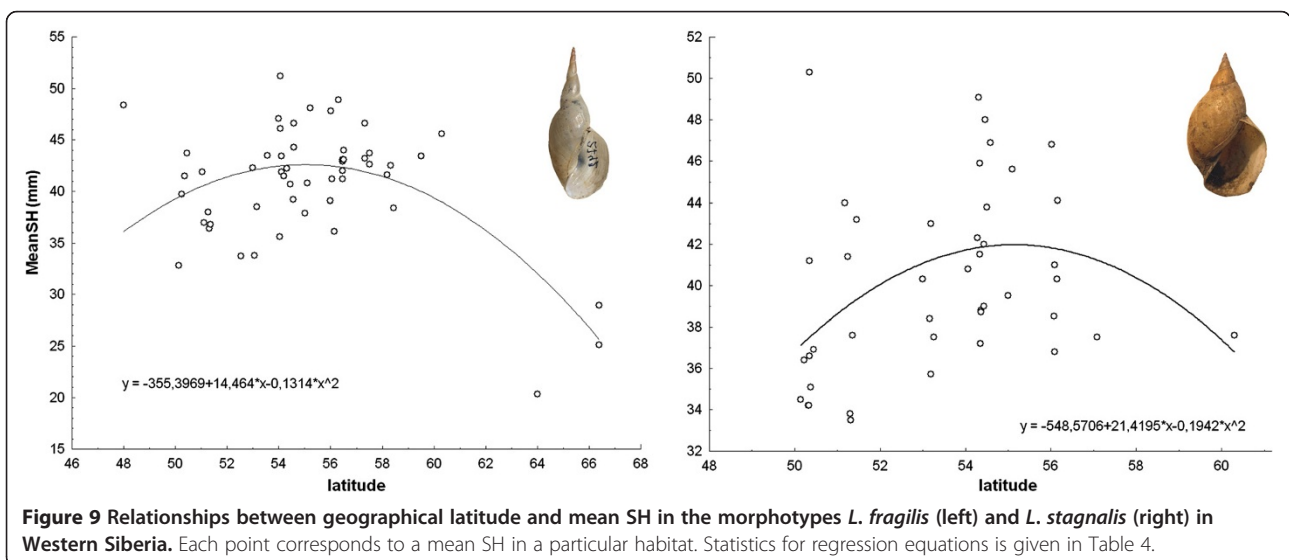 55
50
45
40
35
30
25
20
15
MeanSH (mm)
y = -355,3969+14,464*x-0,1314*x^2
46 48 50 52 54 56 58 60 62 64 66 68
latitude
52
50
48
46
44
42
40
38
36
34
32
y = -548,5706+21,4195*x-0,1942*x^2
48 50 52 54 56 58 60
latitude
Figure 9 Relationships between geographical latitude and mean SH in the morphotypes L. fragilis (left) and L. stagnalis (right) in
Western Siberia. Each point corresponds to a mean SH in a particular habitat. Statistics for regression equations is given in Table 4.